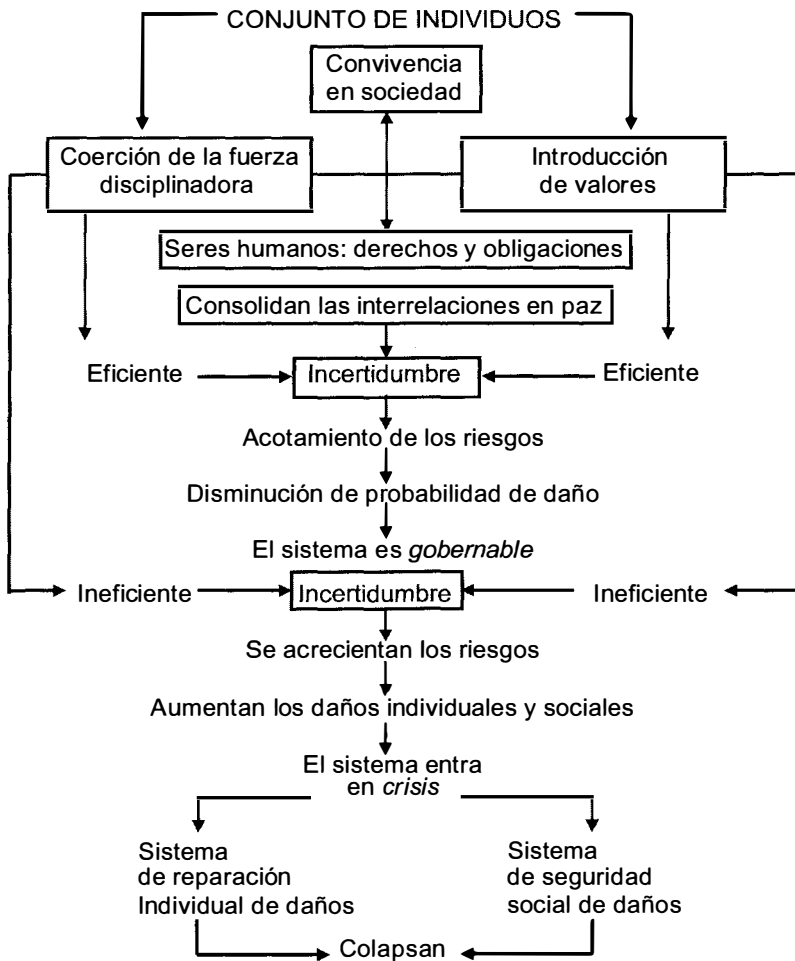 CONJUNTO DE INDIVIDUOS
Convivencia
en sociedad
Coerción de la fuerza
disciplinadora
Introducción
de valores
Seres humanos: derechos y obligaciones
Consolidan las interrelaciones en paz
Eficiente
Incertidumbre
Eficiente
Acotamiento de los riesgos
Disminución de probabilidad de daño
El sistema es gobernable
Ineficiente
Incertidumbre
Ineficiente
Se acrecientan los riesgos
Aumentan los daños individuales y sociales
El sistema entra
en crisis
Sistema
de reparación
Individual de daños
Sistema
de seguridad
social de daños
Colapsan